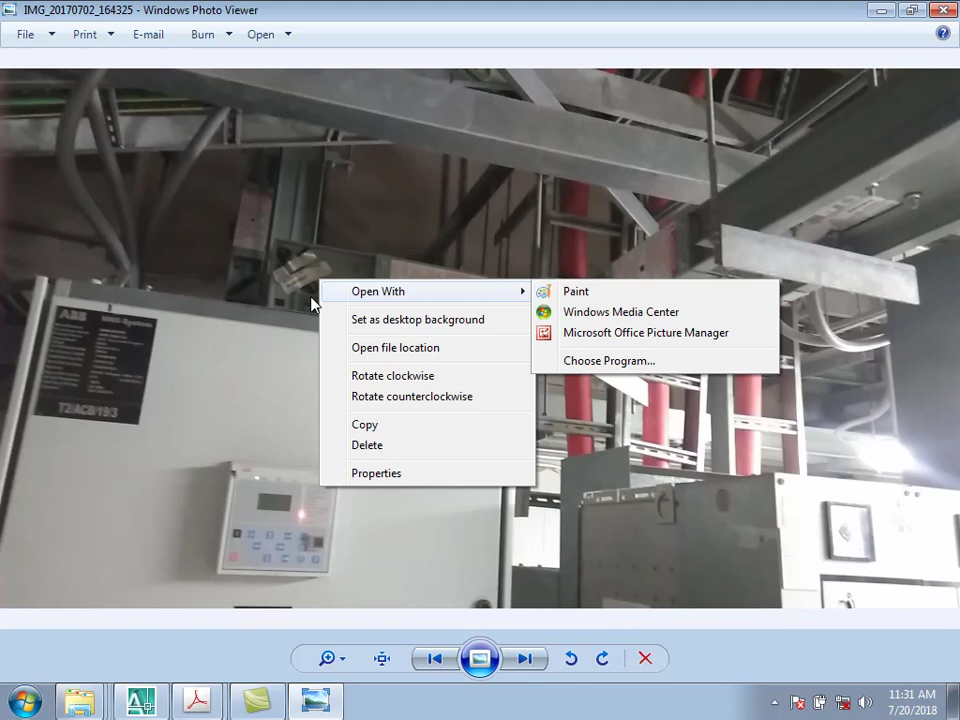 IMG_20170702_164325 - Windows Photo Viewer
File Print E-mail Burn Open
ABB
T2/ACB/193
Open With
Set as desktop background
Open file location
Rotate clockwise
Rotate counterclockwise
Copy
Delete
Properties
Paint
Windows Media Center
Microsoft Office Picture Manager
Choose Program...
11:31 AM
7/20/2018